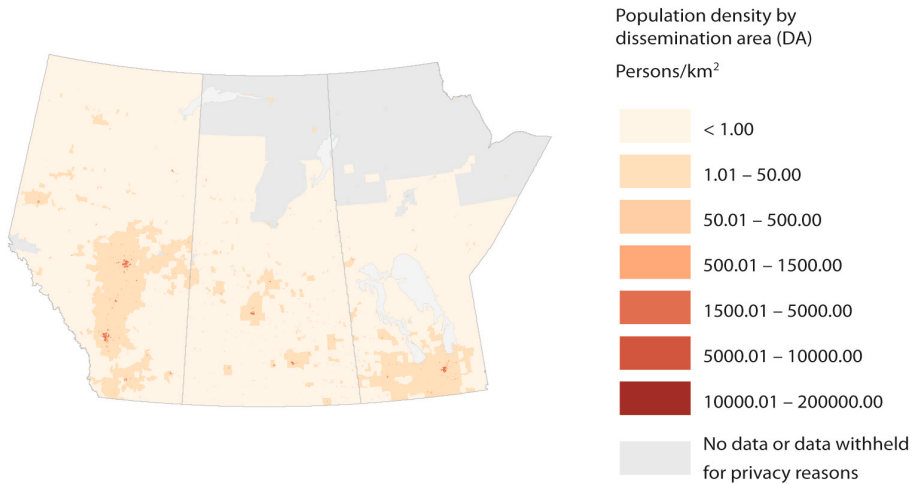 Population density by
dissemination area (DA)
Persons/km²
< 1.00
1.01 – 50.00
50.01 – 500.00
500.01 – 1500.00
1500.01 – 5000.00
5000.01 – 10000.00
10000.01 – 200000.00
No data or data withheld
for privacy reasons